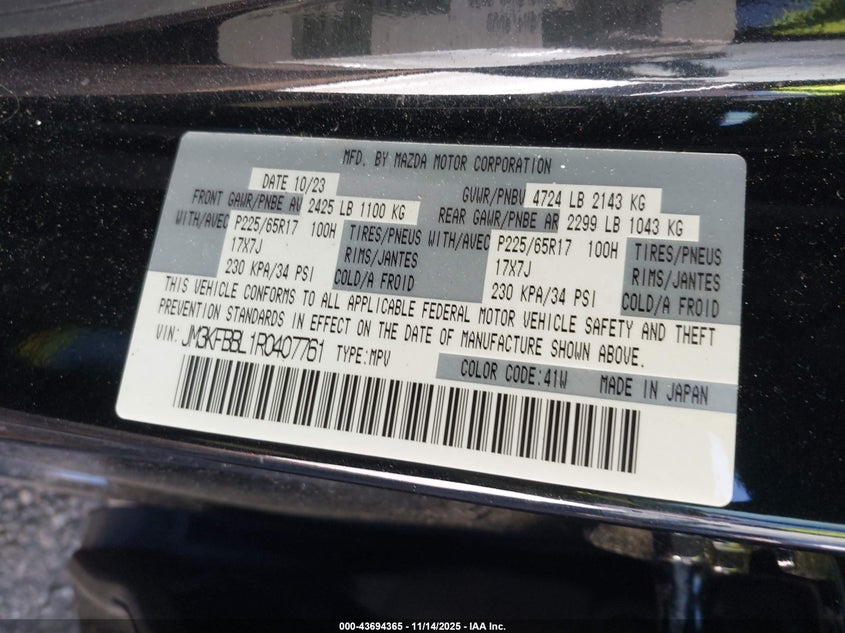 MFD. BY MAZDA MOTOR CORPORATION
DATE 10/23 GVWR/PNBV 4724 LB 2143 KG
FRONT GAWR/PNBE AV 2425 LB 1100 KG REAR GAWR/PNBE AR 2299 LB 1043 KG
WITH/AVEC P225/65R17 100H TIRES/PNEUS WITH/AVEC P225/65R17 100H TIRES/PNEUS
17X7J RIMS/JANTES 17X7J RIMS/JANTES
230 KPA/34 PSI COLD/A FROID 230 KPA/34 PSI COLD/A FROID
THIS VEHICLE CONFORMS TO ALL APPLICABLE FEDERAL MOTOR VEHICLE SAFETY AND THEFT
PREVENTION STANDARDS IN EFFECT ON THE DATE OF MANUFACTURE SHOWN ABOVE.
VIN: JM3KFBBL1R0407761 TYPE:MPV
COLOR CODE:41W MADE IN JAPAN
000-43694365 - 11/14/2025 - IAA Inc.